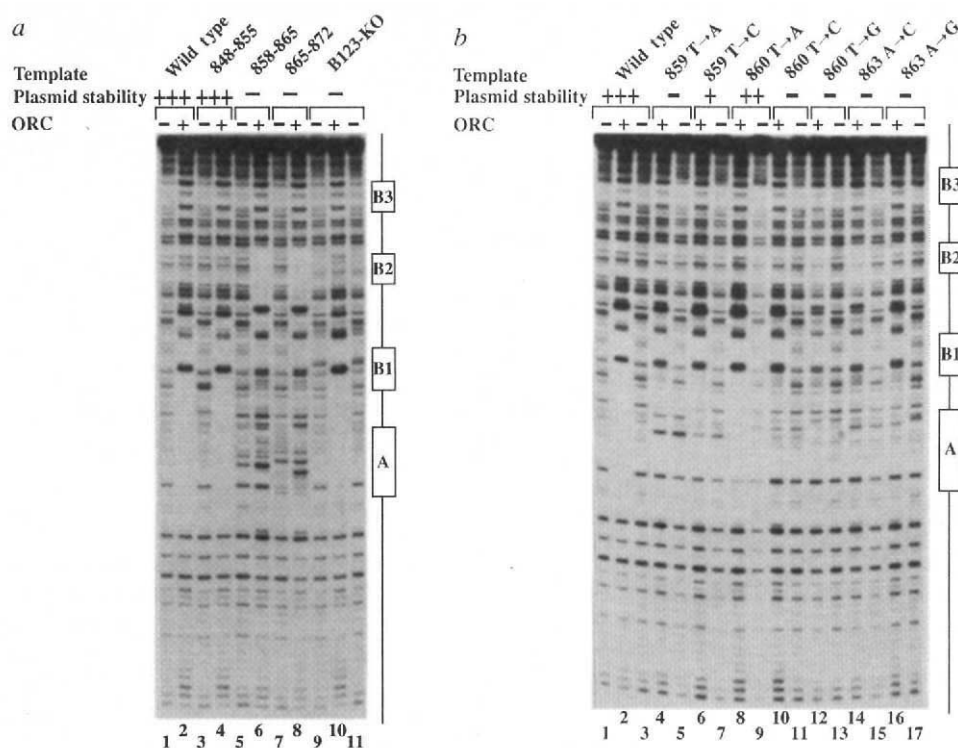 a
Wild type
848-855
858-865
865-872
B123-KO
Template
Plasmid stability +++ +++ − − −
ORC − + − + − + − + − + −
B3
B2
B1
A
1 2 3 4 5 6 7 8 9 10 11
b
Wild type
859 T→A
859 T→C
860 T→A
860 T→C
860 T→G
863 A→C
863 A→G
Template
Plasmid stability +++ − + ++ − − − −
ORC − + − + − + − + − + − + − + − + −
B3
B2
B1
A
1 2 3 4 5 6 7 8 9 10 11 12 13 14 15 16 17